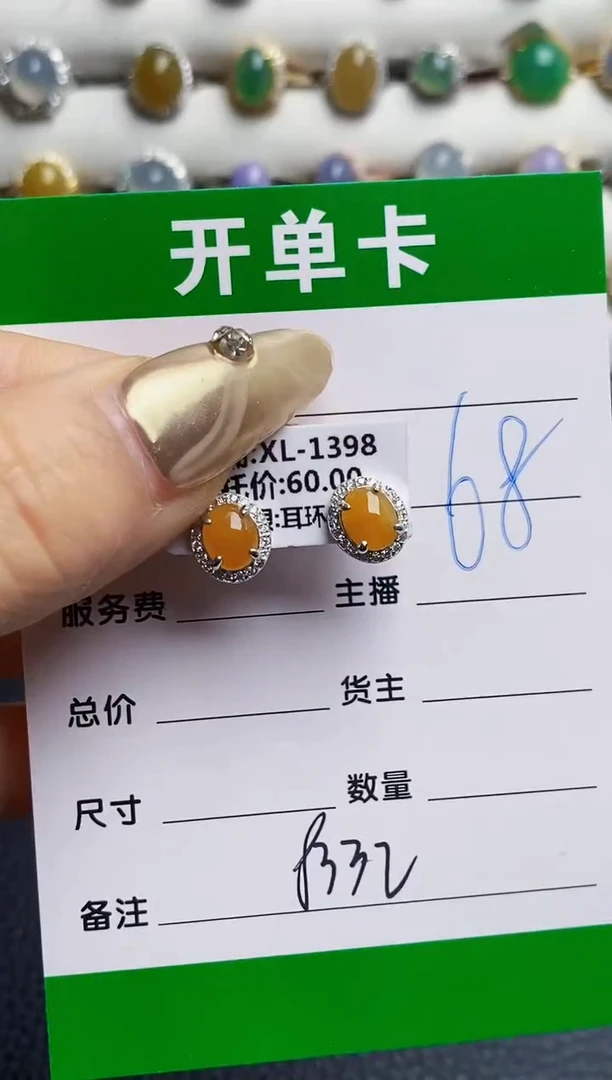 开单卡
:XL-1398
价:60.00
:耳环
68
服务费 主播
总价 货主
尺寸 数量
备注